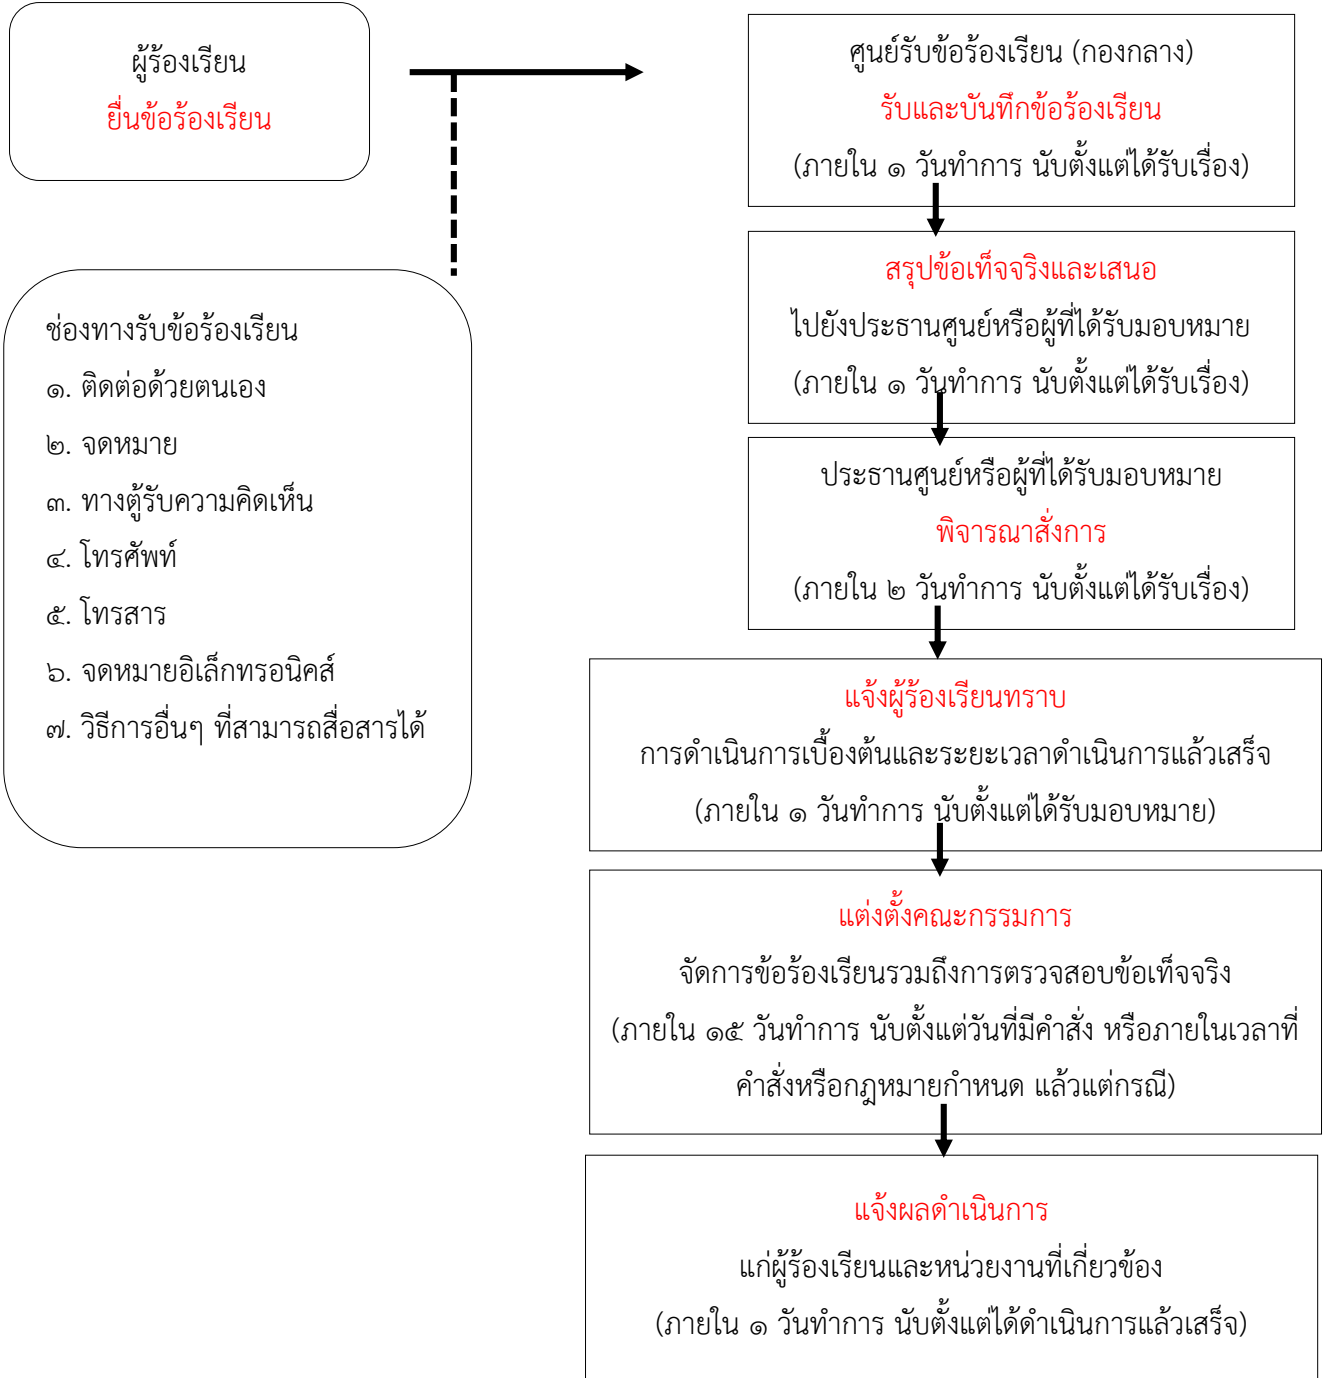 ผู้ร้องเรียน
ยื่นข้อร้องเรียน
ช่องทางรับข้อร้องเรียน
๑. ติดต่อด้วยตนเอง
๒. จดหมาย
๓. ทางตู้รับความคิดเห็น
๔. โทรศัพท์
๕. โทรสาร
๖. จดหมายอิเล็กทรอนิคส์
๗. วิธีการอื่นๆ ที่สามารถสื่อสารได้
ศูนย์รับข้อร้องเรียน (กองกลาง)
รับและบันทึกข้อร้องเรียน
(ภายใน ๑ วันทำการ นับตั้งแต่ได้รับเรื่อง)
สรุปข้อเท็จจริงและเสนอ
ไปยังประธานศูนย์หรือผู้ที่ได้รับมอบหมาย
(ภายใน ๑ วันทำการ นับตั้งแต่ได้รับเรื่อง)
ประธานศูนย์หรือผู้ที่ได้รับมอบหมาย
พิจารณาสั่งการ
(ภายใน ๒ วันทำการ นับตั้งแต่ได้รับเรื่อง)
แจ้งผู้ร้องเรียนทราบ
การดำเนินการเบื้องต้นและระยะเวลาดำเนินการแล้วเสร็จ
(ภายใน ๑ วันทำการ นับตั้งแต่ได้รับมอบหมาย)
แต่งตั้งคณะกรรมการ
จัดการข้อร้องเรียนรวมถึงการตรวจสอบข้อเท็จจริง
(ภายใน ๑๕ วันทำการ นับตั้งแต่วันที่มีคำสั่ง หรือภายในเวลาที่
คำสั่งหรือกฎหมายกำหนด แล้วแต่กรณี)
แจ้งผลดำเนินการ
แก่ผู้ร้องเรียนและหน่วยงานที่เกี่ยวข้อง
(ภายใน ๑ วันทำการ นับตั้งแต่ได้ดำเนินการแล้วเสร็จ)